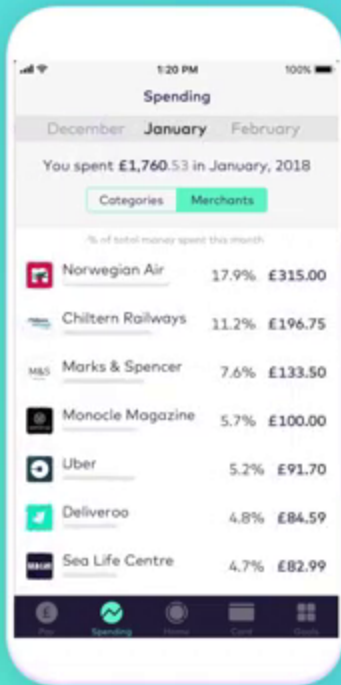 1:20 PM 100%
Spending
December January February
You spent £1,760.53 in January, 2018
Categories Merchants
% of total money spent this month
Norwegian Air 17.9% £315.00
Chiltern Railways 11.2% £196.75
M&S Marks & Spencer 7.6% £133.50
Monocle Magazine 5.7% £100.00
Uber 5.2% £91.70
Deliveroo 4.8% £84.59
Sea Life Centre 4.7% £82.99
£
Pay Spending Home Card Goals